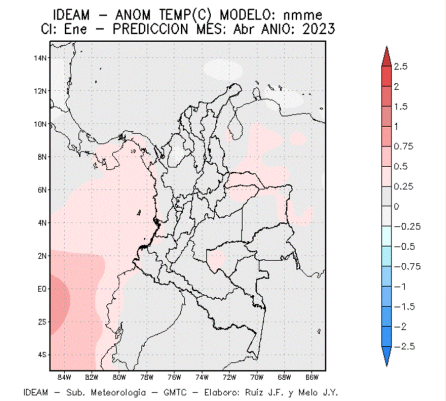 IDEAM − ANOM TEMP(C) MODELO: nmme
CI: Ene − PREDICCION MES: Abr ANIO: 2023
14N
12N
10N
8N
6N
4N
2N
EQ
2S
4S
84W 82W 80W 78W 76W 74W 72W 70W 68W 66W
2.5
2
1.5
1
0.75
0.5
0.25
0
−0.25
−0.5
−0.75
−1
−1.5
−2
−2.5
IDEAM − Sub. Meteorologia − GMTC − Elaboro: Ruiz J.F. y Melo J.Y.